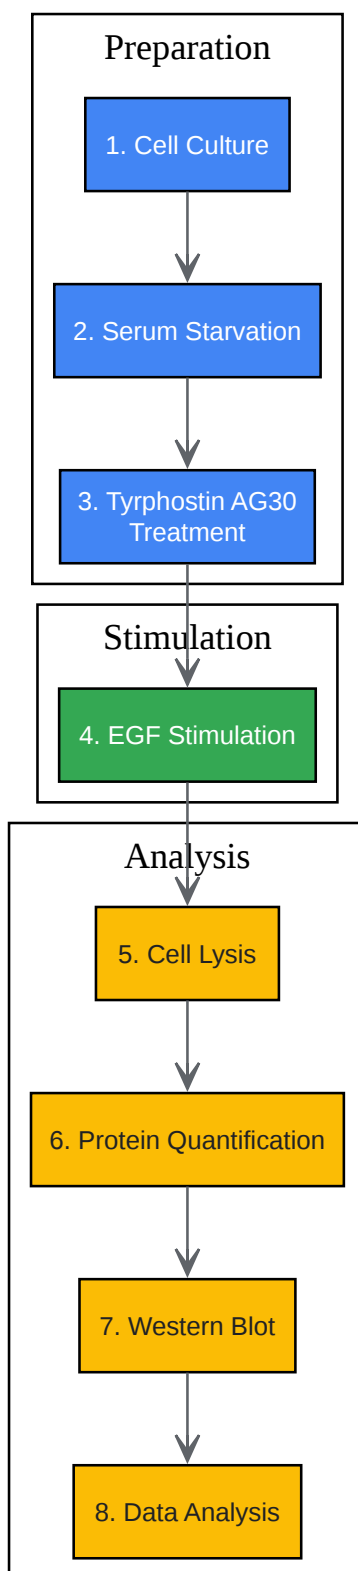 Preparation
1. Cell Culture
2. Serum Starvation
3. Tyrphostin AG30
Treatment
Stimulation
4. EGF Stimulation
Analysis
5. Cell Lysis
6. Protein Quantification
7. Western Blot
8. Data Analysis